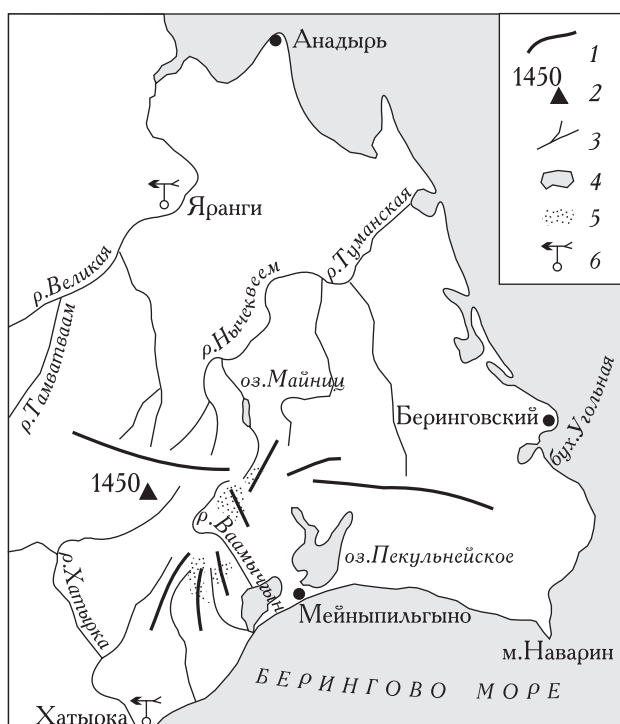 Анадырь
1
1450
2
3
4
5
6
Яранги
р.Великая
р.Туманская
р.Нычеквеем
р.Тамватваам
оз.Майниц
Беринговский
бух.Угольная
1450
р.Ваамычгын
оз.Пекульнейское
р.Хатырка
Мейныпильгыно
м.Наварин
БЕРИНГОВО МОРЕ
Хатырка